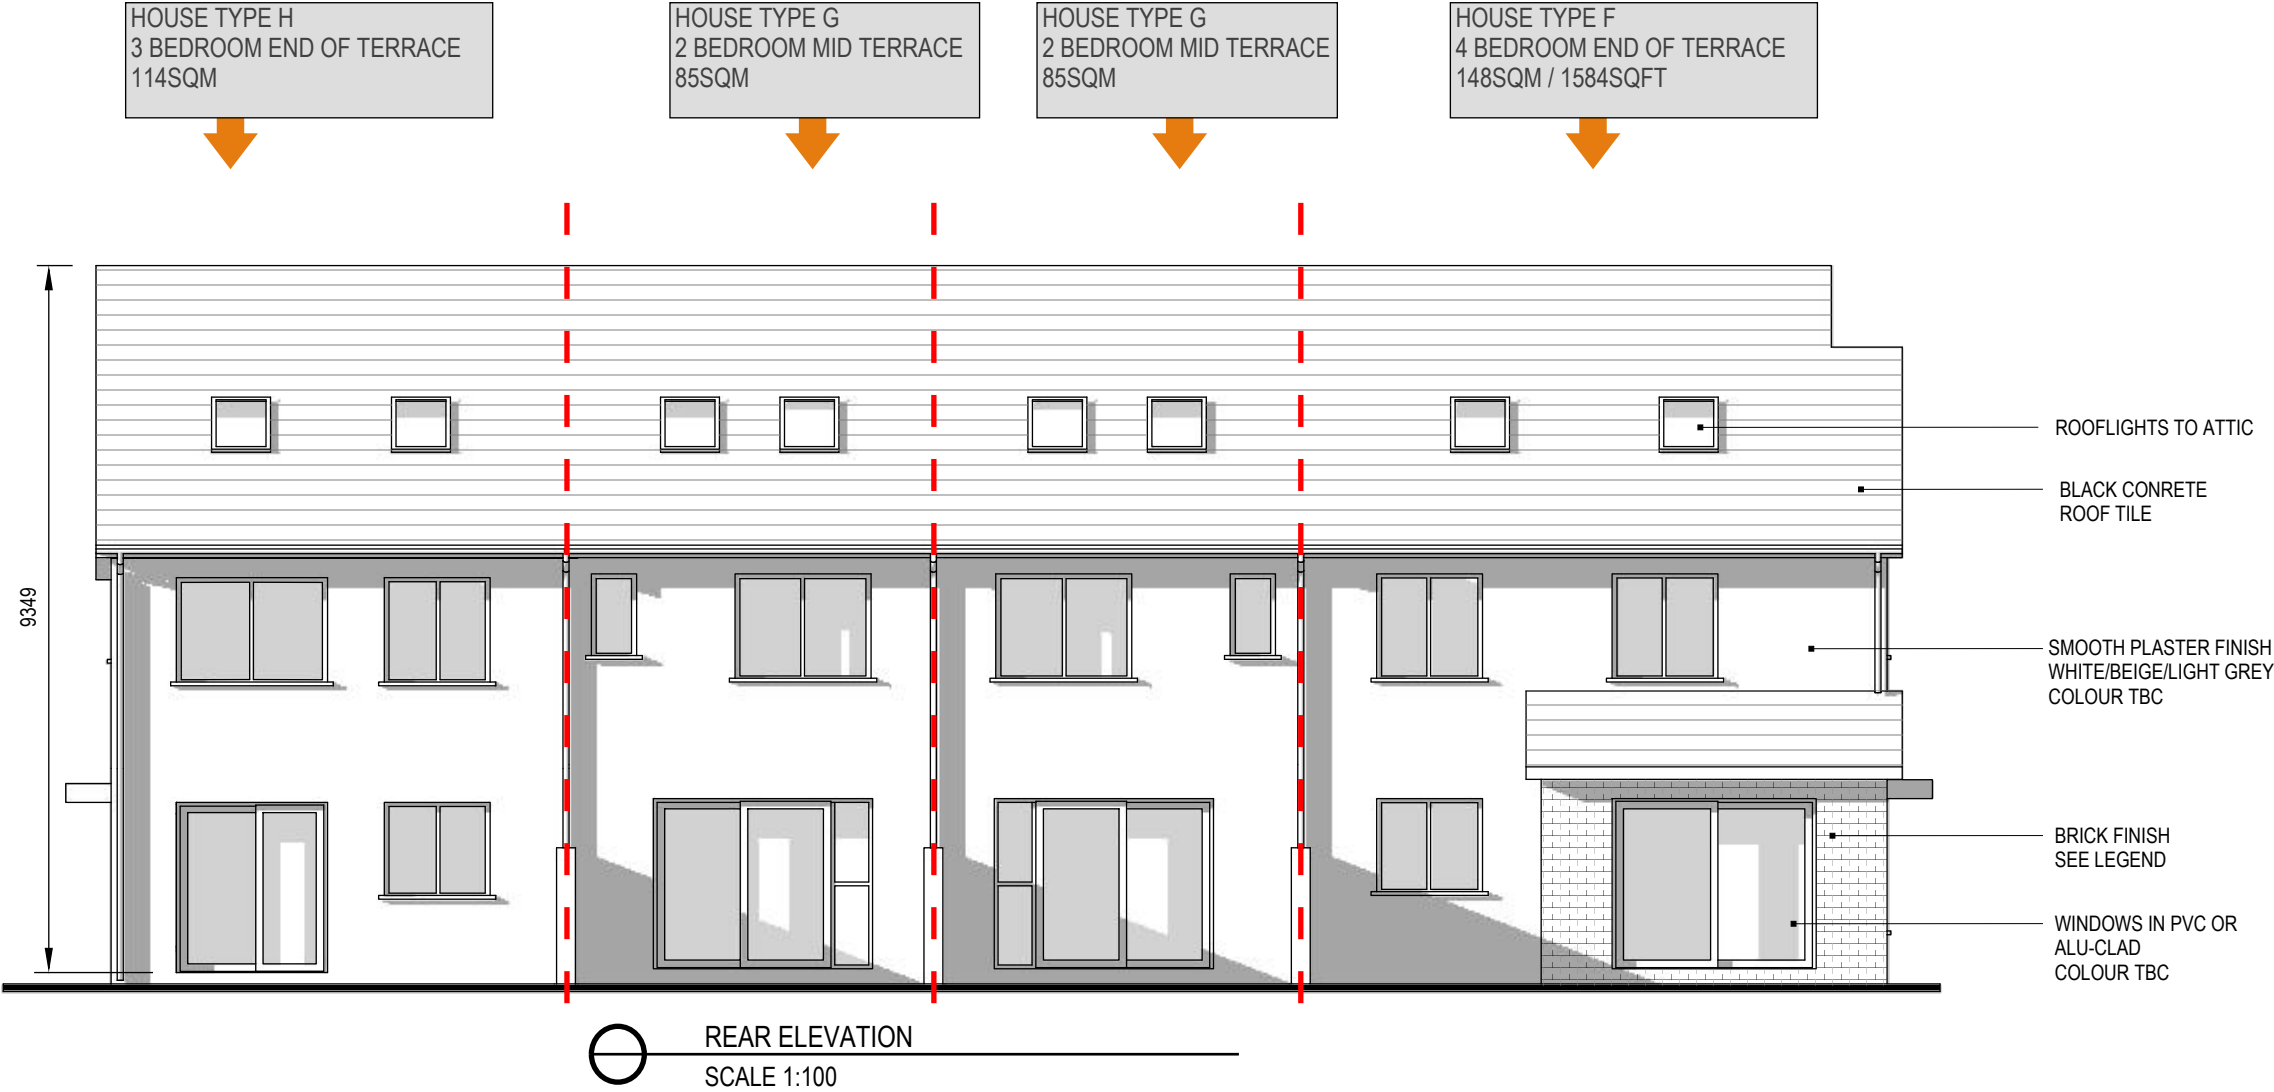 HOUSE TYPE H
3 BEDROOM END OF TERRACE
114SQM
HOUSE TYPE G
2 BEDROOM MID TERRACE
85SQM
HOUSE TYPE G
2 BEDROOM MID TERRACE
85SQM
HOUSE TYPE F
4 BEDROOM END OF TERRACE
148SQM / 1584SQFT
9349
ROOFLIGHTS TO ATTIC
BLACK CONRETE
ROOF TILE
SMOOTH PLASTER FINISH
WHITE/BEIGE/LIGHT GREY
COLOUR TBC
BRICK FINISH
SEE LEGEND
WINDOWS IN PVC OR
ALU-CLAD
COLOUR TBC
REAR ELEVATION
SCALE 1:100